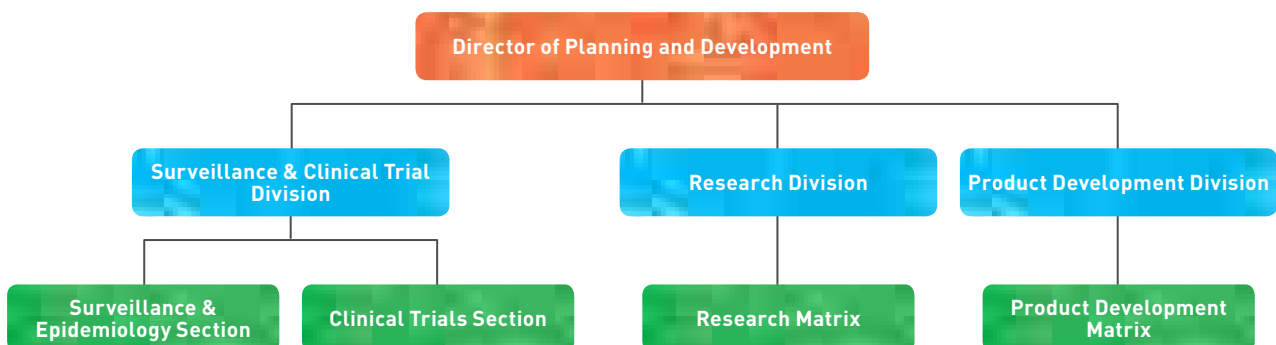 Director of Planning and Development
Surveillance & Clinical Trial
Division
Research Division
Product Development Division
Surveillance &
Epidemiology Section
Clinical Trials Section
Research Matrix
Product Development
Matrix